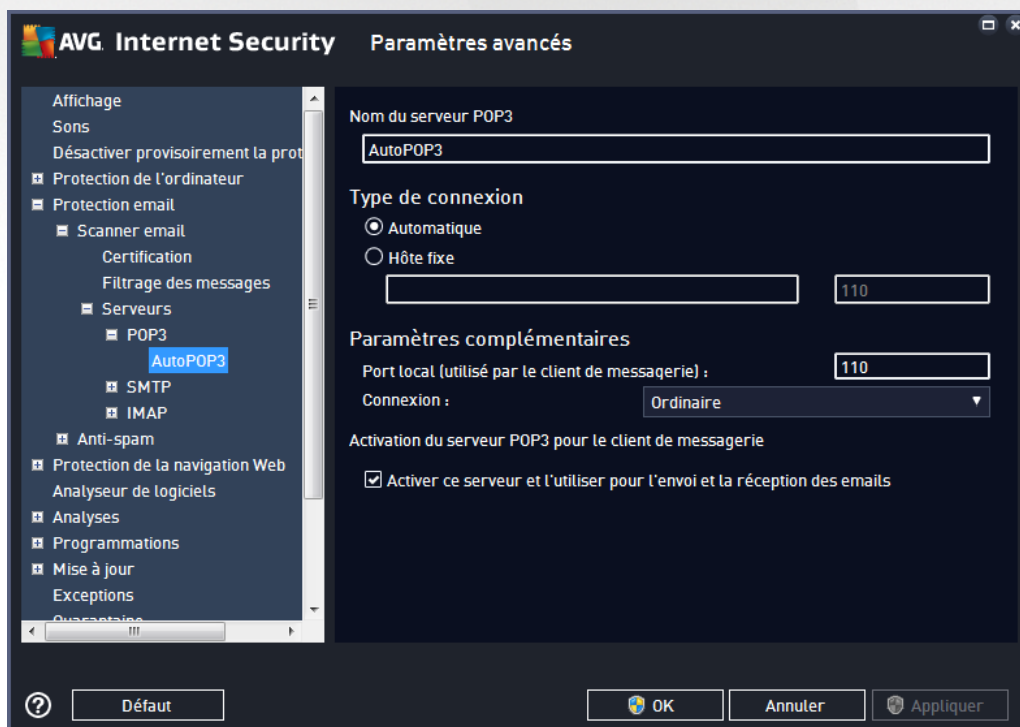 AVG. Internet Security Paramètres avancés
Affichage
Sons
Désactiver provisoirement la prot
Protection de l'ordinateur
Protection email
Scanner email
Certification
Filtrage des messages
Serveurs
POP3
AutoPOP3
SMTP
IMAP
Anti-spam
Protection de la navigation Web
Analyseur de logiciels
Analyses
Programmations
Mise à jour
Exceptions
Quarantaine
Nom du serveur POP3
AutoPOP3
Type de connexion
Automatique
Hôte fixe
110
Paramètres complémentaires
Port local (utilisé par le client de messagerie) : 110
Connexion : Ordinaire
Activation du serveur POP3 pour le client de messagerie
Activer ce serveur et l'utiliser pour l'envoi et la réception des emails
? Défaut OK Annuler Appliquer